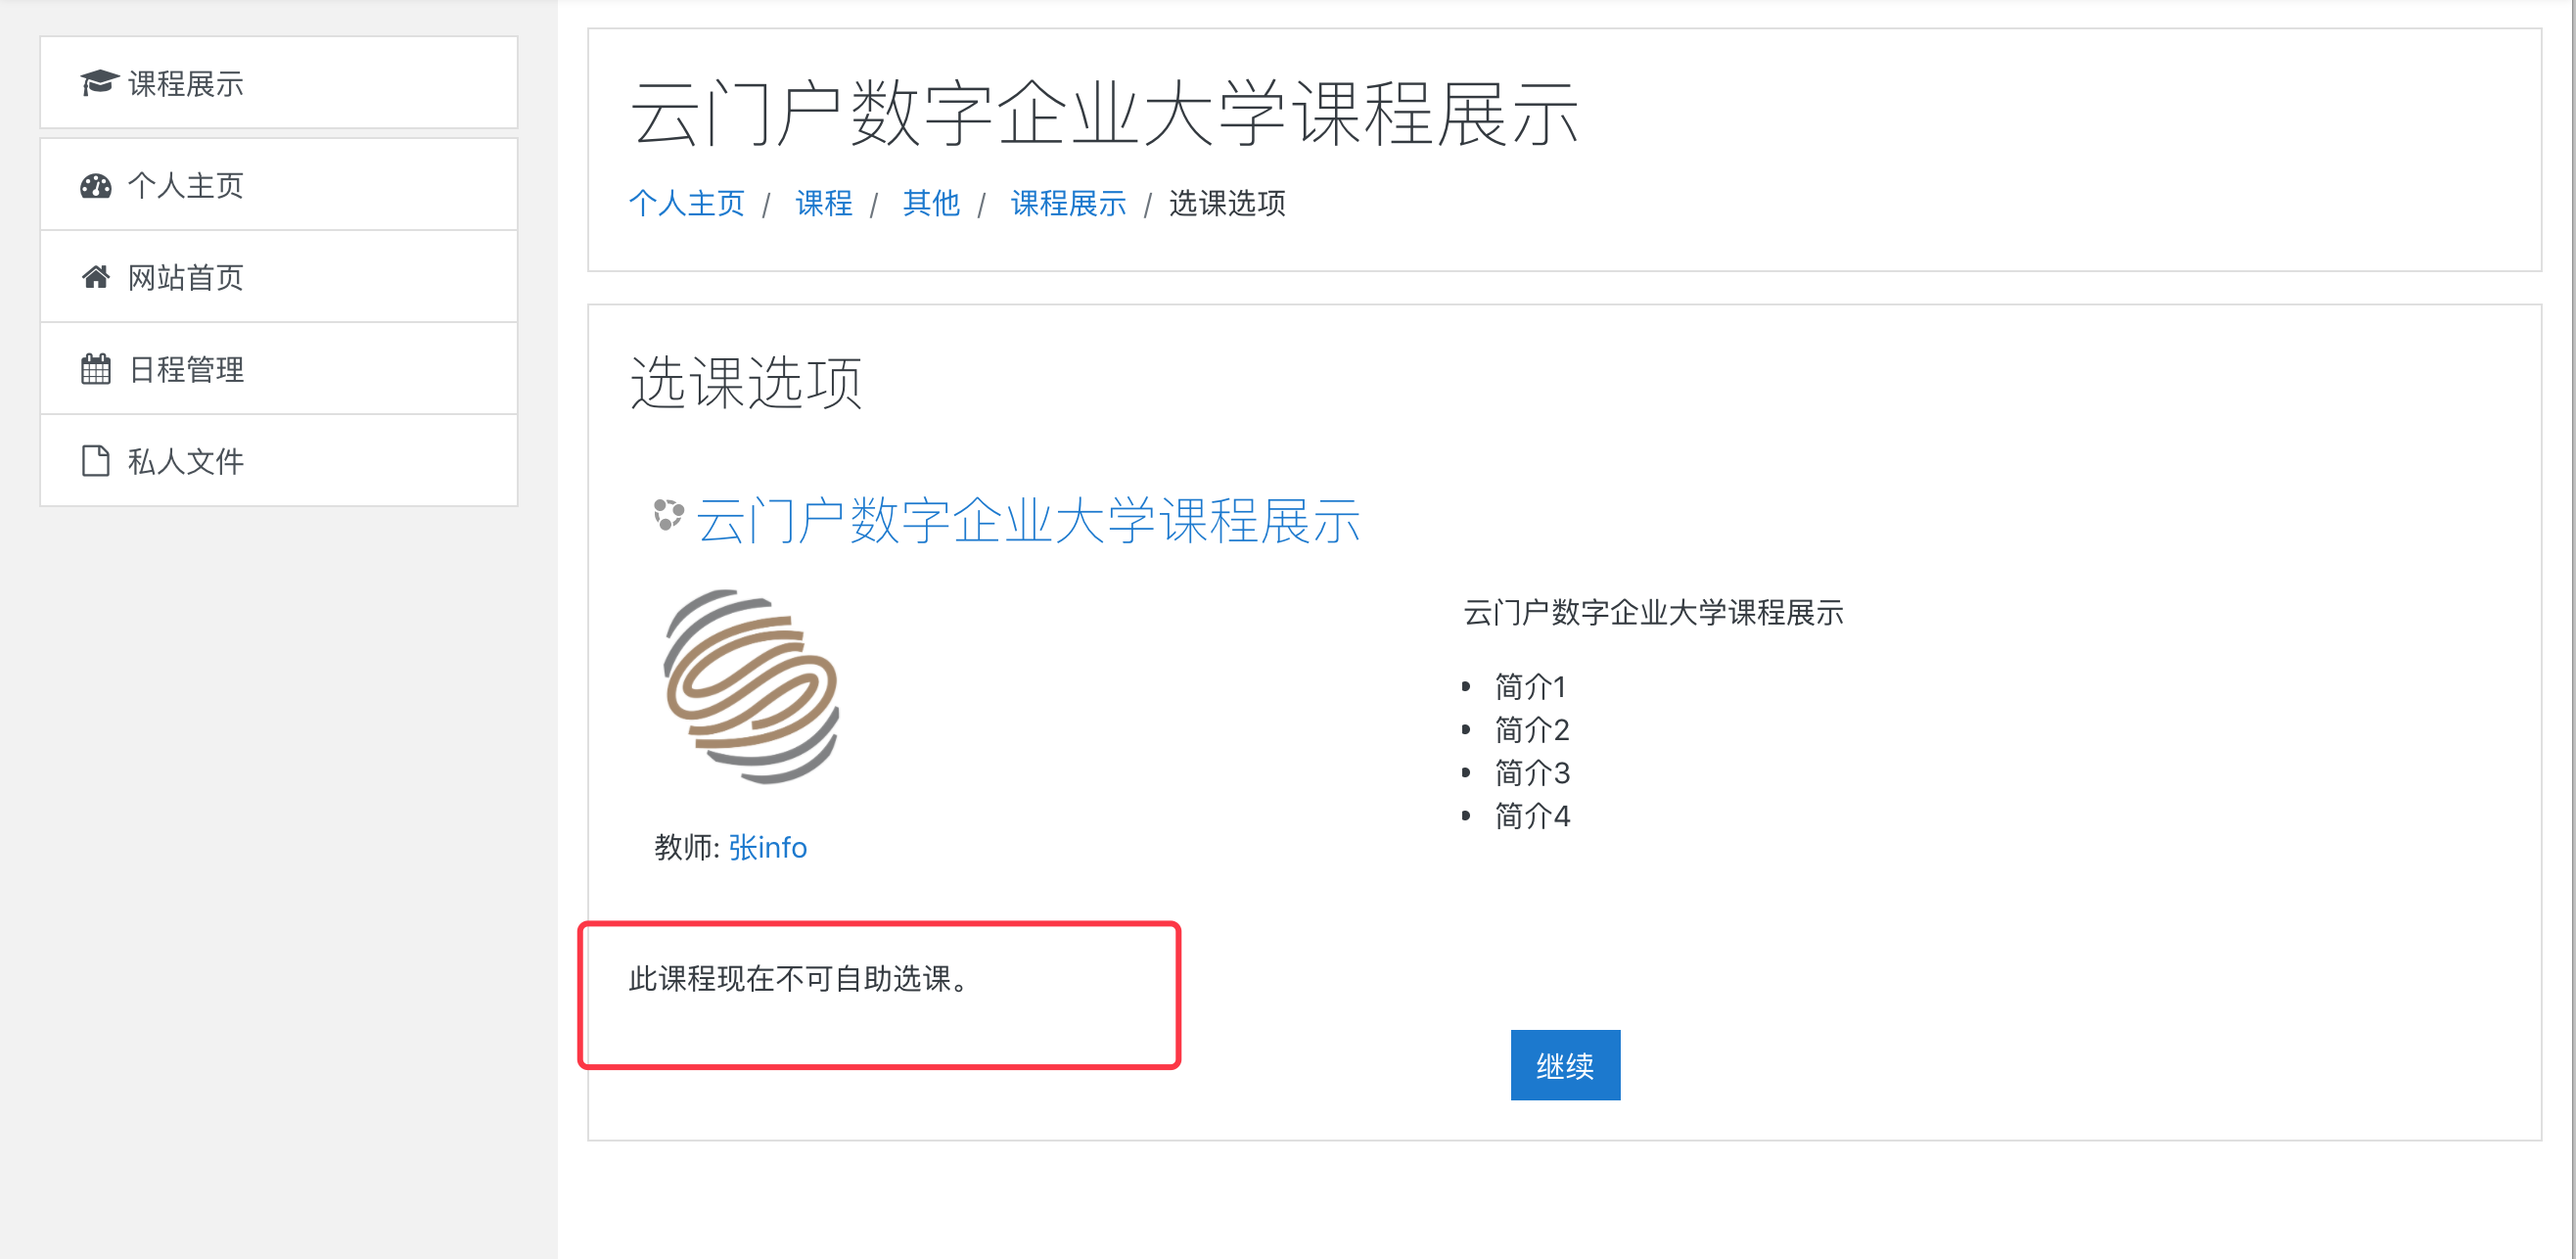 课程展示
个人主页
网站首页
日程管理
私人文件
云门户数字企业大学课程展示
个人主页 / 课程 / 其他 / 课程展示 / 选课选项
选课选项
云门户数字企业大学课程展示
云门户数字企业大学课程展示
简介1
简介2
简介3
简介4
教师: 张info
此课程现在不可自助选课。
继续